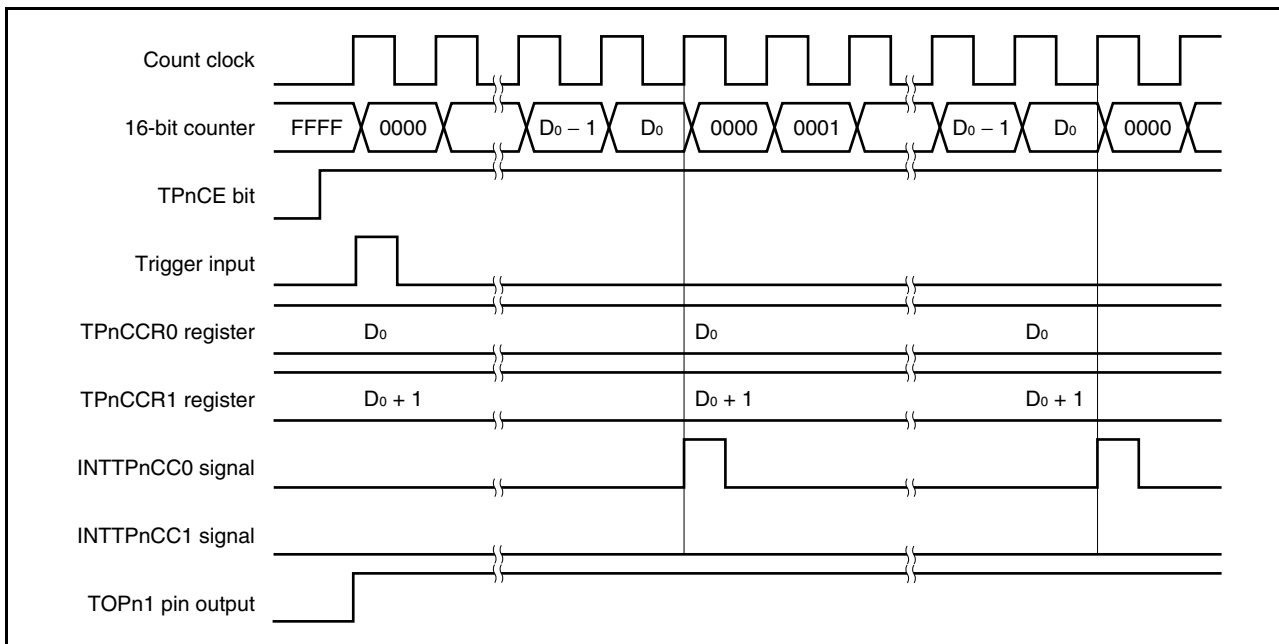 Count clock
16-bit counter FFFF 0000 D₀ − 1 D₀ 0000 0001 D₀ − 1 D₀ 0000
TPnCE bit
Trigger input
TPnCCR0 register D₀ D₀ D₀
TPnCCR1 register D₀ + 1 D₀ + 1 D₀ + 1
INTTPnCC0 signal
INTTPnCC1 signal
TOPn1 pin output